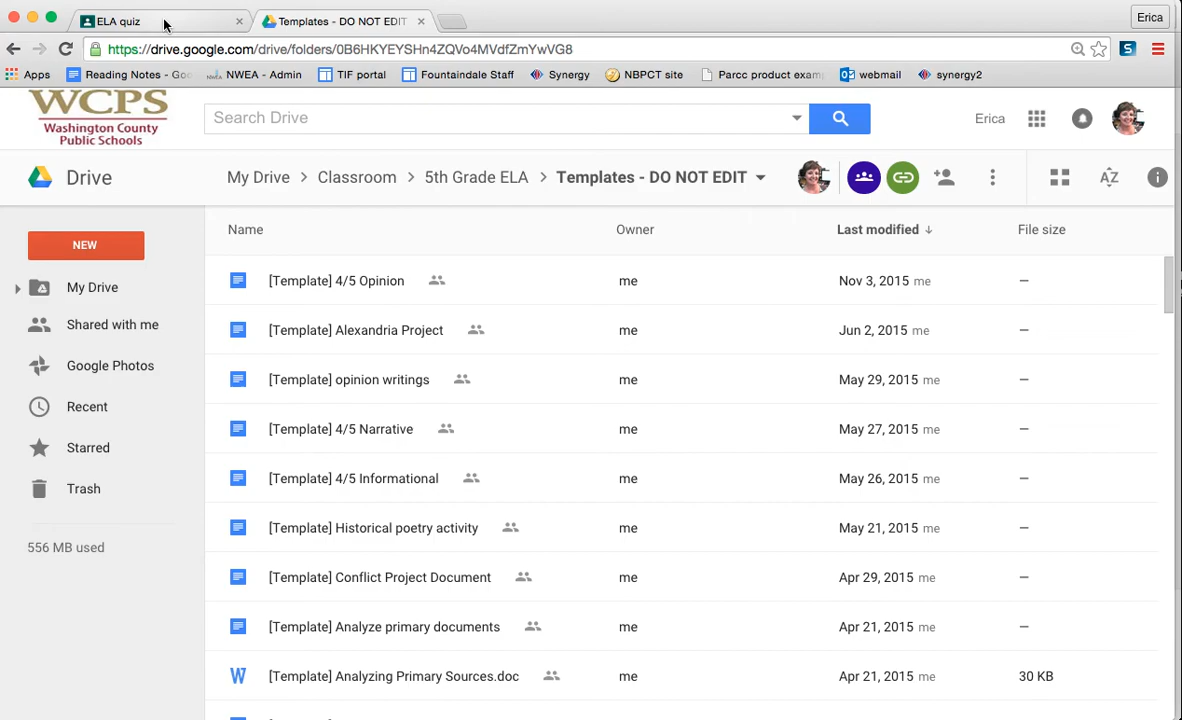 ELA quiz
Templates - DO NOT EDIT
Erica
https://drive.google.com/drive/folders/0B6HKYEYSHn4ZQVo4MVdfZmYwVG8
Apps Reading Notes - Goo NWEA - Admin TIF portal Fountaindale Staff Synergy NBPCT site Parcc product exam webmail synergy2
WCPS
Washington County
Public Schools
Search Drive
Erica
Drive
My Drive > Classroom > 5th Grade ELA > Templates - DO NOT EDIT
NEW
My Drive
Shared with me
Google Photos
Recent
Starred
Trash
556 MB used
Name Owner Last modified File size
[Template] 4/5 Opinion me Nov 3, 2015 me –
[Template] Alexandria Project me Jun 2, 2015 me –
[Template] opinion writings me May 29, 2015 me –
[Template] 4/5 Narrative me May 27, 2015 me –
[Template] 4/5 Informational me May 26, 2015 me –
[Template] Historical poetry activity me May 21, 2015 me –
[Template] Conflict Project Document me Apr 29, 2015 me –
[Template] Analyze primary documents me Apr 21, 2015 me –
W [Template] Analyzing Primary Sources.doc me Apr 21, 2015 me 30 KB